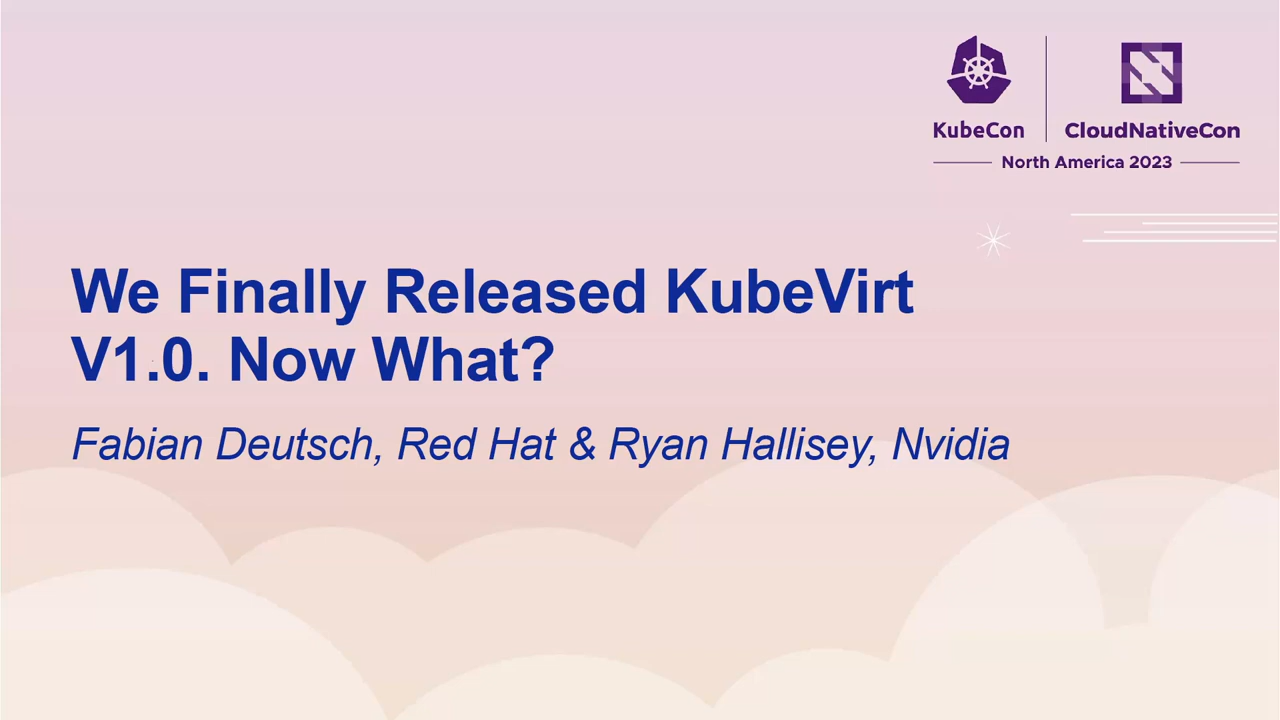 KubeCon
CloudNativeCon
North America 2023
We Finally Released KubeVirt
V1.0. Now What?
Fabian Deutsch, Red Hat & Ryan Hallisey, Nvidia